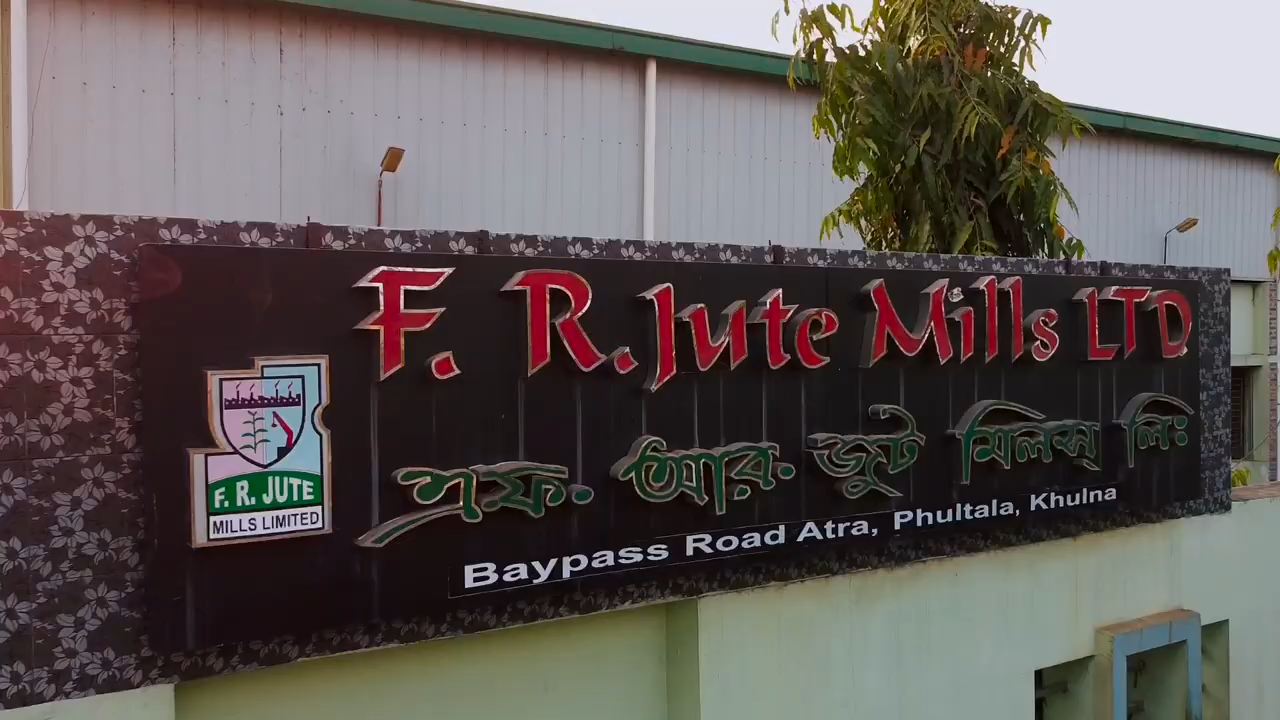 F. R. Jute Mills LTD
এফ. আর. জুট মিলস্ লিঃ
Baypass Road Atra, Phultala, Khulna
F. R. JUTE
MILLS LIMITED